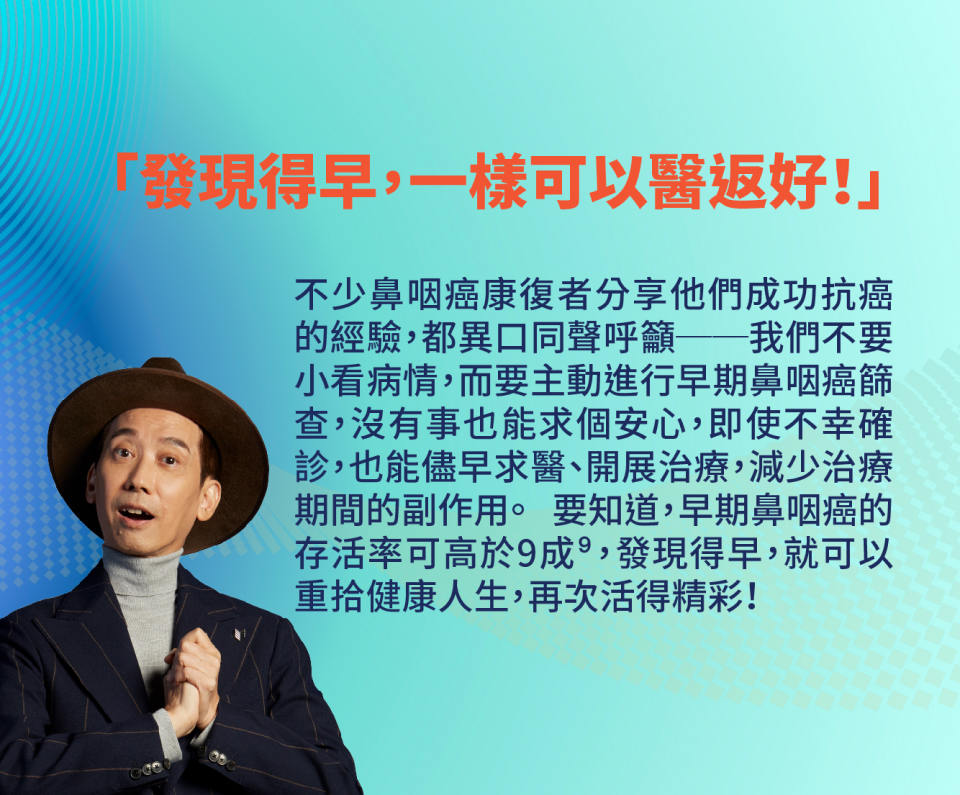 「發現得早，一樣可以醫返好！」
不少鼻咽癌康復者分享他們成功抗癌
的經驗，都異口同聲呼籲——我們不要
小看病情，而要主動進行早期鼻咽癌篩
查，沒有事也能求個安心，即使不幸確
診，也能儘早求醫、開展治療，減少治療
期間的副作用。 要知道，早期鼻咽癌的
存活率可高於9成⁹，發現得早，就可以
重拾健康人生，再次活得精彩！